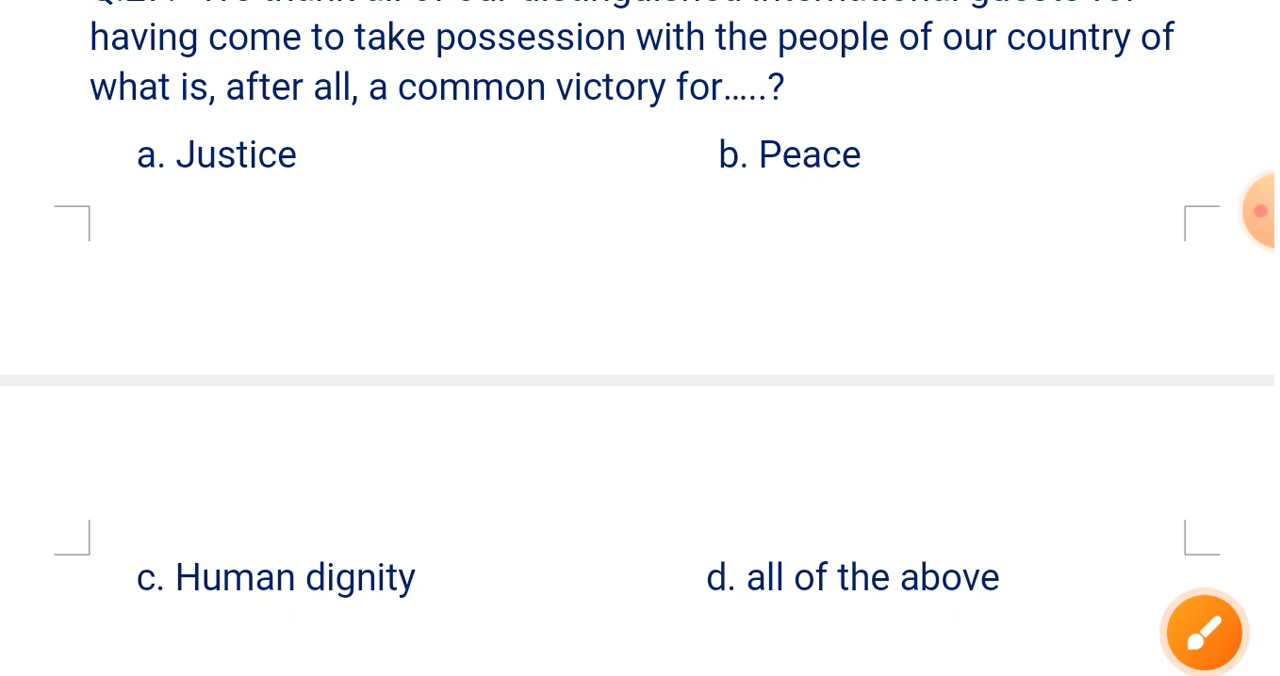 having come to take possession with the people of our country of
what is, after all, a common victory for.....?
a. Justice
b. Peace
c. Human dignity
d. all of the above